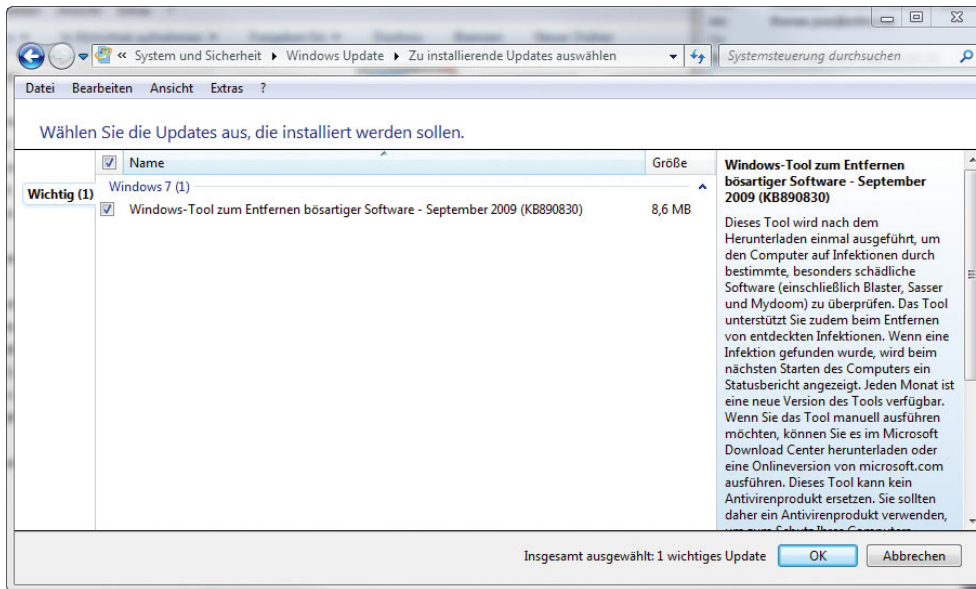 « System und Sicherheit ▸ Windows Update ▸ Zu installierende Updates auswählen
Systemsteuerung durchsuchen
Datei Bearbeiten Ansicht Extras ?
Wählen Sie die Updates aus, die installiert werden sollen.
Name Größe
Wichtig (1)
Windows 7 (1)
Windows-Tool zum Entfernen bösartiger Software - September 2009 (KB890830) 8,6 MB
Windows-Tool zum Entfernen
bösartiger Software - September
2009 (KB890830)
Dieses Tool wird nach dem
Herunterladen einmal ausgeführt, um
den Computer auf Infektionen durch
bestimmte, besonders schädliche
Software (einschließlich Blaster, Sasser
und Mydoom) zu überprüfen. Das Tool
unterstützt Sie zudem beim Entfernen
von entdeckten Infektionen. Wenn eine
Infektion gefunden wurde, wird beim
nächsten Starten des Computers ein
Statusbericht angezeigt. Jeden Monat ist
eine neue Version des Tools verfügbar.
Wenn Sie das Tool manuell ausführen
möchten, können Sie es im Microsoft
Download Center herunterladen oder
eine Onlineversion von microsoft.com
ausführen. Dieses Tool kann kein
Antivirenprodukt ersetzen. Sie sollten
daher ein Antivirenprodukt verwenden,
Insgesamt ausgewählt: 1 wichtiges Update OK Abbrechen